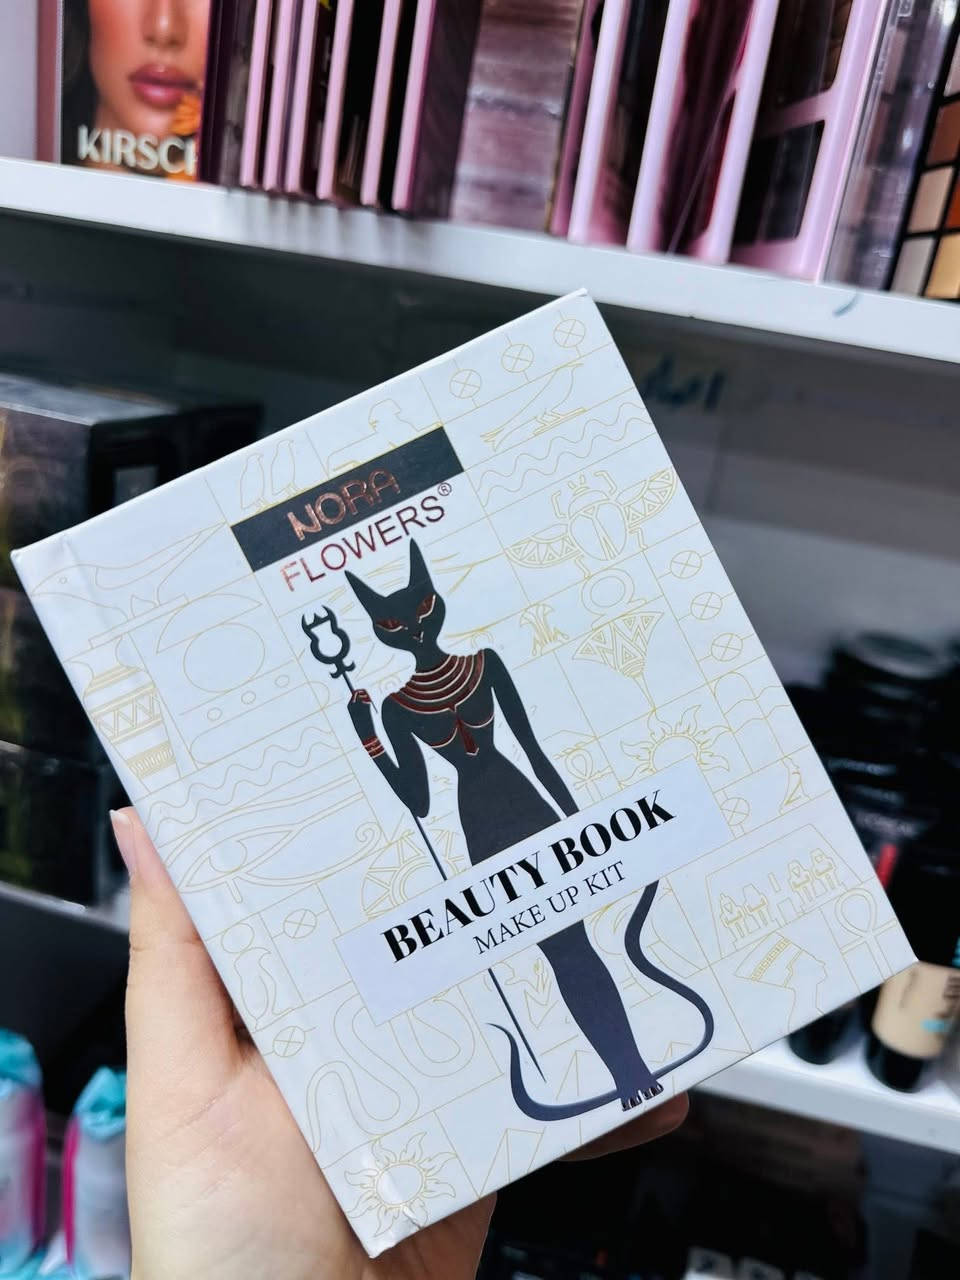 KIRSCH
NORA
FLOWERS®
BEAUTY BOOK
MAKE UP KIT